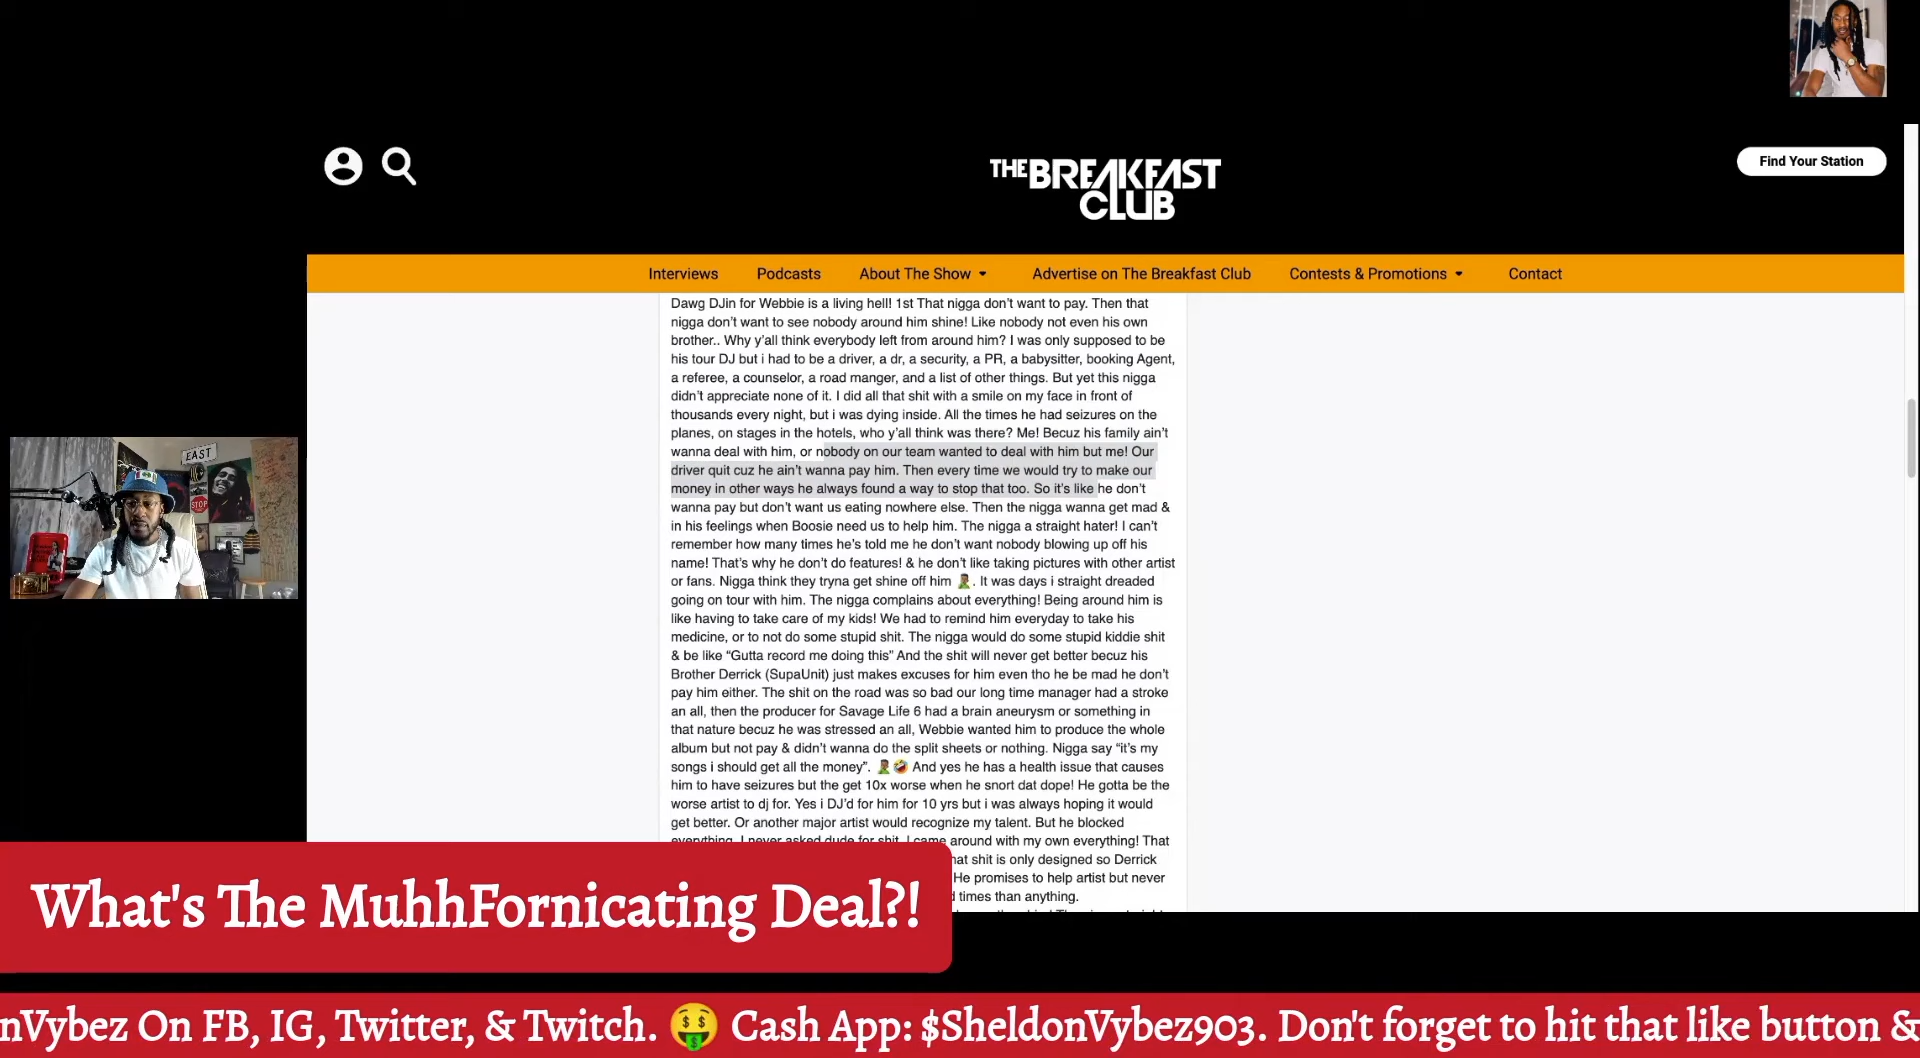 THE BREAKFAST
CLUB
Find Your Station
Interviews
Podcasts
About The Show
Advertise on The Breakfast Club
Contests & Promotions
Contact
Dawg DJin for Webbie is a living hell! 1st That nigga don’t want to pay. Then that
nigga don’t want to see nobody around him shine! Like nobody not even his own
brother.. Why y’all think everybody left from around him? I was only supposed to be
his tour DJ but i had to be a driver, a dr, a security, a PR, a babysitter, booking Agent,
a referee, a counselor, a road manger, and a list of other things. But yet this nigga
didn’t appreciate none of it. I did all that shit with a smile on my face in front of
thousands every night, but i was dying inside. All the times he had seizures on the
planes, on stages in the hotels, who y’all think was there? Me! Becuz his family ain’t
wanna deal with him, or nobody on our team wanted to deal with him but me! Our
driver quit cuz he ain’t wanna pay him. Then every time we would try to make our
money in other ways he always found a way to stop that too. So it’s like he don’t
wanna pay but don’t want us eating nowhere else. Then the nigga wanna get mad &
in his feelings when Boosie need us to help him. The nigga a straight hater! I can’t
remember how many times he’s told me he don’t want nobody blowing up off his
name! That’s why he don’t do features! & he don’t like taking pictures with other artist
or fans. Nigga think they tryna get shine off him 🤦🏾‍♂️. It was days i straight dreaded
going on tour with him. The nigga complains about everything! Being around him is
like having to take care of my kids! We had to remind him everyday to take his
medicine, or to not do some stupid shit. The nigga would do some stupid kiddie shit
& be like “Gutta record me doing this” And the shit will never get better becuz his
Brother Derrick (SupaUnit) just makes excuses for him even tho he be mad he don’t
pay him either. The shit on the road was so bad our long time manager had a stroke
an all, then the producer for Savage Life 6 had a brain aneurysm or something in
that nature becuz he was stressed an all, Webbie wanted him to produce the whole
album but not pay & didn’t wanna do the split sheets or nothing. Nigga say “it’s my
songs i should get all the money”. 🤦🏾‍♂️🤣 And yes he has a health issue that causes
him to have seizures but the get 10x worse when he snort dat dope! He gotta be the
worse artist to dj for. Yes i DJ’d for him for 10 yrs but i was always hoping it would
get better. Or another major artist would recognize my talent. But he blocked
everything. I never asked dude for shit. I came around with my own everything! That
shit is only designed so Derrick
He promises to help artist but never
times than anything.
EAST
STOP
What's The MuhhFornicating Deal?!
nVybez On FB, IG, Twitter, & Twitch. 🤑 Cash App: $SheldonVybez903. Don't forget to hit that like button &